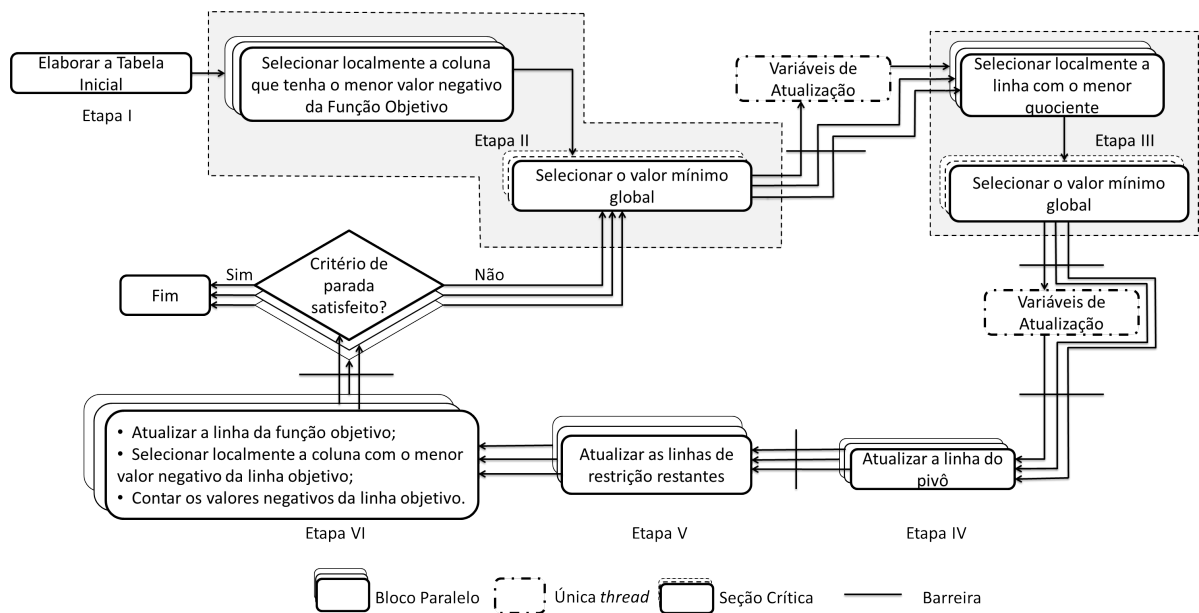 Elaborar a Tabela
Inicial
Etapa I
Selecionar localmente a coluna
que tenha o menor valor negativo
da Função Objetivo
Etapa II
Selecionar o valor mínimo
global
Variáveis de
Atualização
Selecionar localmente a
linha com o menor
quociente
Etapa III
Selecionar o valor mínimo
global
Variáveis de
Atualização
Sim
Critério de
parada
satisfeito?
Não
Fim
• Atualizar a linha da função objetivo;
• Selecionar localmente a coluna com o menor
valor negativo da linha objetivo;
• Contar os valores negativos da linha objetivo.
Etapa VI
Atualizar as linhas de
restrição restantes
Etapa V
Atualizar a linha do
pivô
Etapa IV
Bloco Paralelo
Única thread
Seção Crítica
Barreira